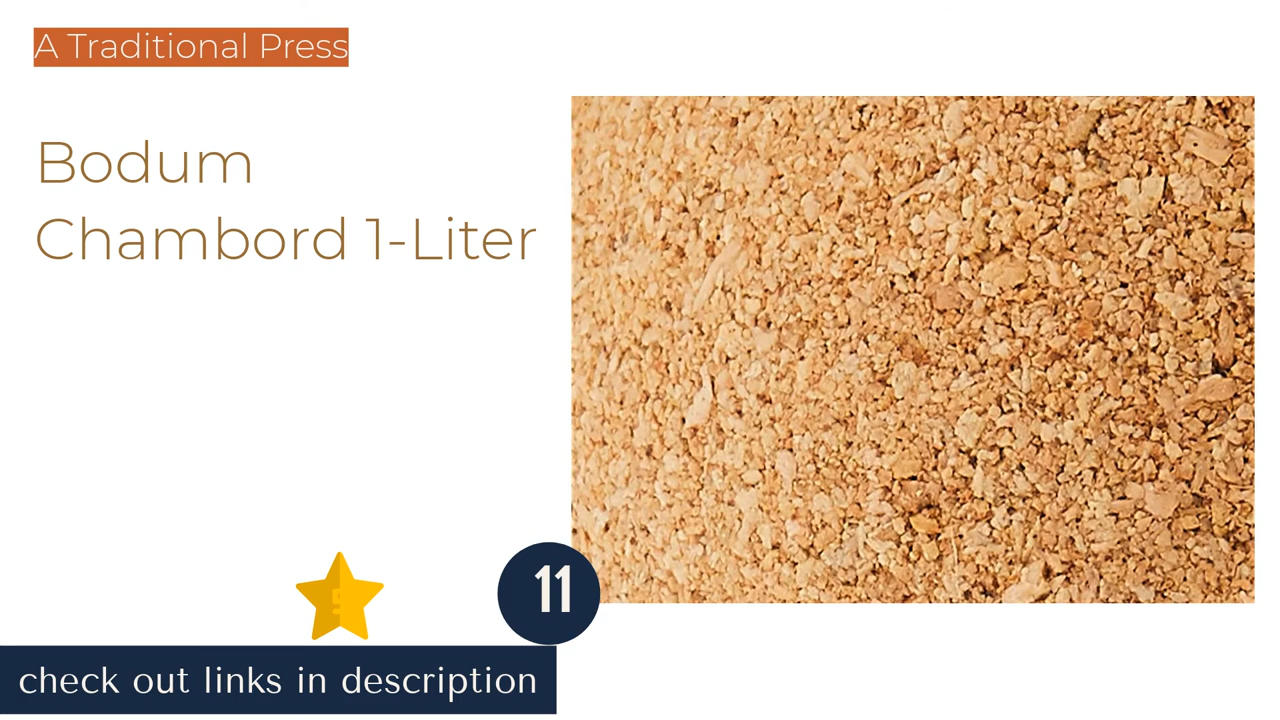 A Traditional Press
Bodum
Chambord 1-Liter
11
check out links in description